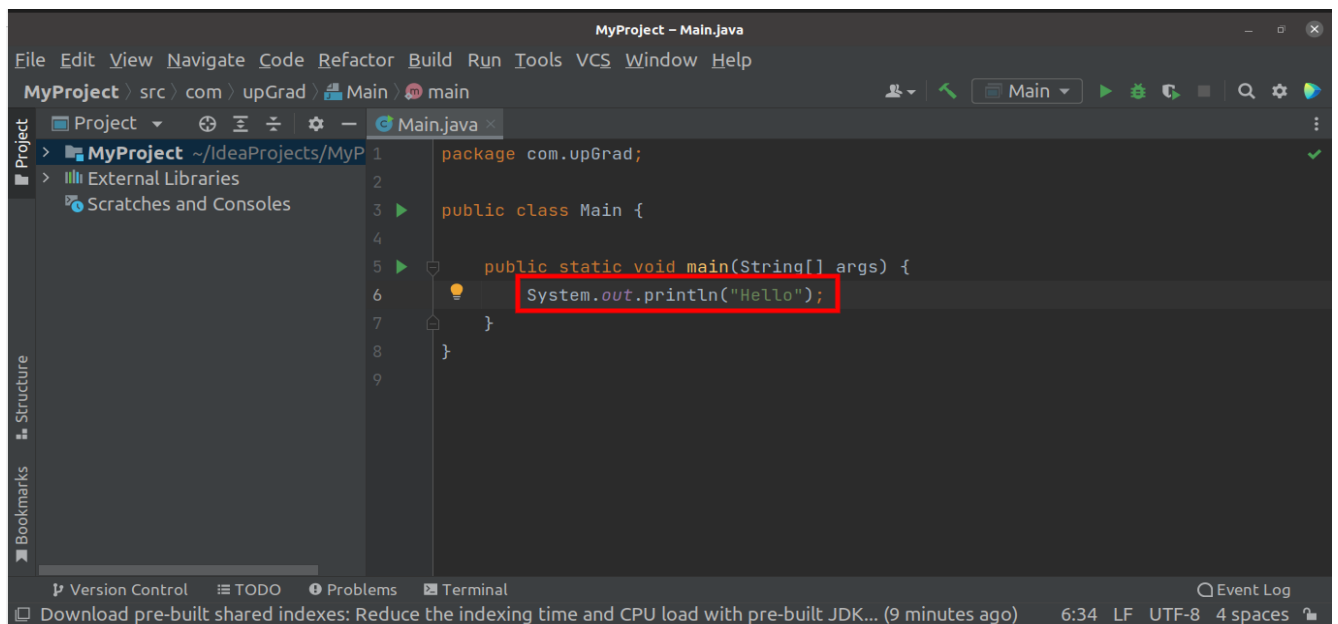 MyProject – Main.java
File Edit View Navigate Code Refactor Build Run Tools VCS Window Help
MyProject src com upGrad Main main
Main
Project
Main.java
Project
MyProject ~/IdeaProjects/MyP
External Libraries
Scratches and Consoles
1 package com.upGrad;
2
3 public class Main {
4
5 public static void main(String[] args) {
6 System.out.println("Hello");
7 }
8 }
9
Structure
Bookmarks
Version Control TODO Problems Terminal Event Log
Download pre-built shared indexes: Reduce the indexing time and CPU load with pre-built JDK... (9 minutes ago) 6:34 LF UTF-8 4 spaces